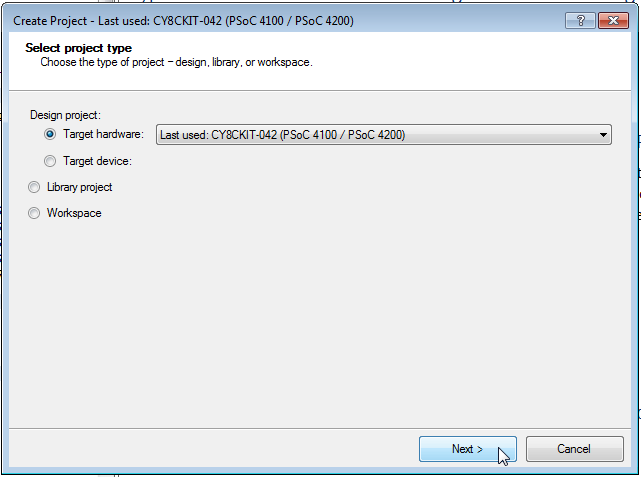 Create Project - Last used: CY8CKIT-042 (PSoC 4100 / PSoC 4200)
Select project type
Choose the type of project - design, library, or workspace.
Design project:
Target hardware: Last used: CY8CKIT-042 (PSoC 4100 / PSoC 4200)
Target device:
Library project
Workspace
Next > Cancel